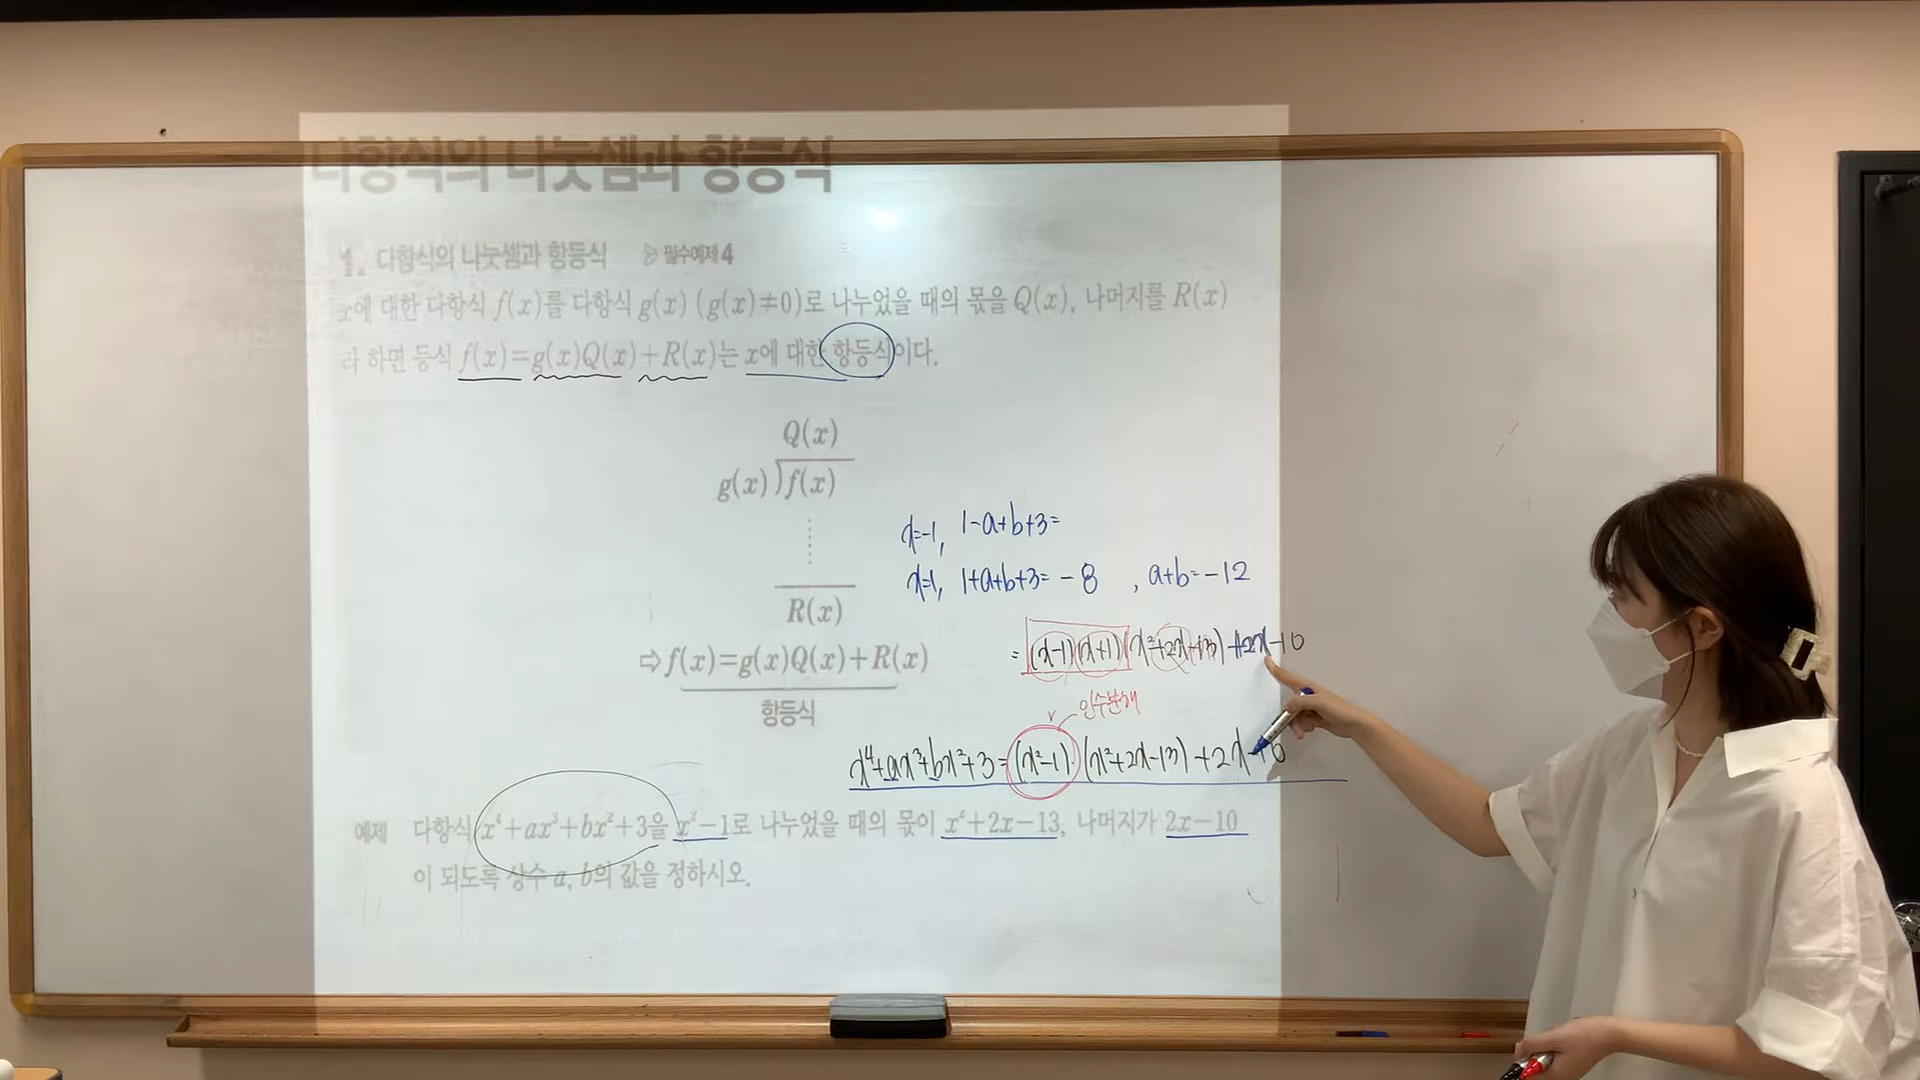 다항식의 나눗셈과 항등식
1. 다항식의 나눗셈과 항등식 ▷ 필수예제 4
x에 대한 다항식 f(x)를 다항식 g(x) (g(x)≠0)로 나누었을 때의 몫을 Q(x), 나머지를 R(x)
라 하면 등식 f(x)=g(x)Q(x)+R(x)는 x에 대한 항등식이다.
Q(x)
g(x))f(x)
x=-1, 1-a+b+3=
x=1, 1+a+b+3= -8 , a+b=-12
R(x)
= (x-1)(x+1)(x²+2x-13)+2x-10
⇨ f(x)=g(x)Q(x)+R(x)
항등식
인수분해
x⁴+ax³+bx²+3=(x²-1)·(x²+2x-13)+2x-10
예제 다항식 x⁴+ax³+bx²+3을 x²-1로 나누었을 때의 몫이 x²+2x-13, 나머지가 2x-10
이 되도록 상수 a, b의 값을 정하시오.